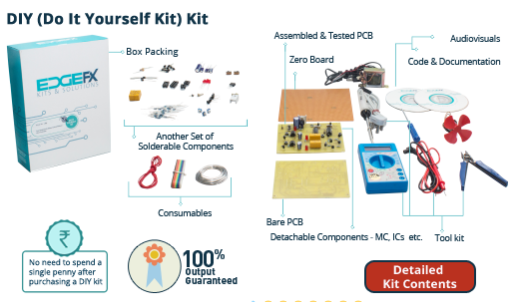 DIY (Do It Yourself Kit) Kit
Box Packing
EDGEFX
KITS & SOLUTIONS
Another Set of
Solderable Components
Consumables
₹
No need to spend a
single penny after
purchasing a DIY kit
100%
Output
Guaranteed
Assembled & Tested PCB
Zero Board
Audiovisuals
Code & Documentation
Bare PCB
Detachable Components - MC, ICs etc.
Tool kit
Detailed
Kit Contents